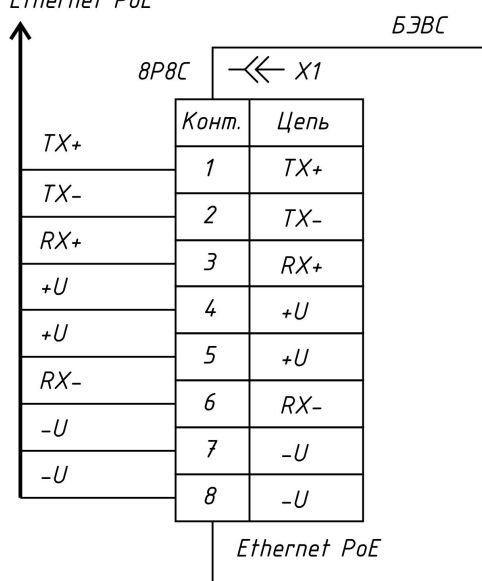 Ethernet PoE
БЭВС
8P8C
X1
Конт. Цепь
TX+ 1 TX+
TX- 2 TX-
RX+ 3 RX+
+U 4 +U
+U 5 +U
RX- 6 RX-
-U 7 -U
-U 8 -U
Ethernet PoE